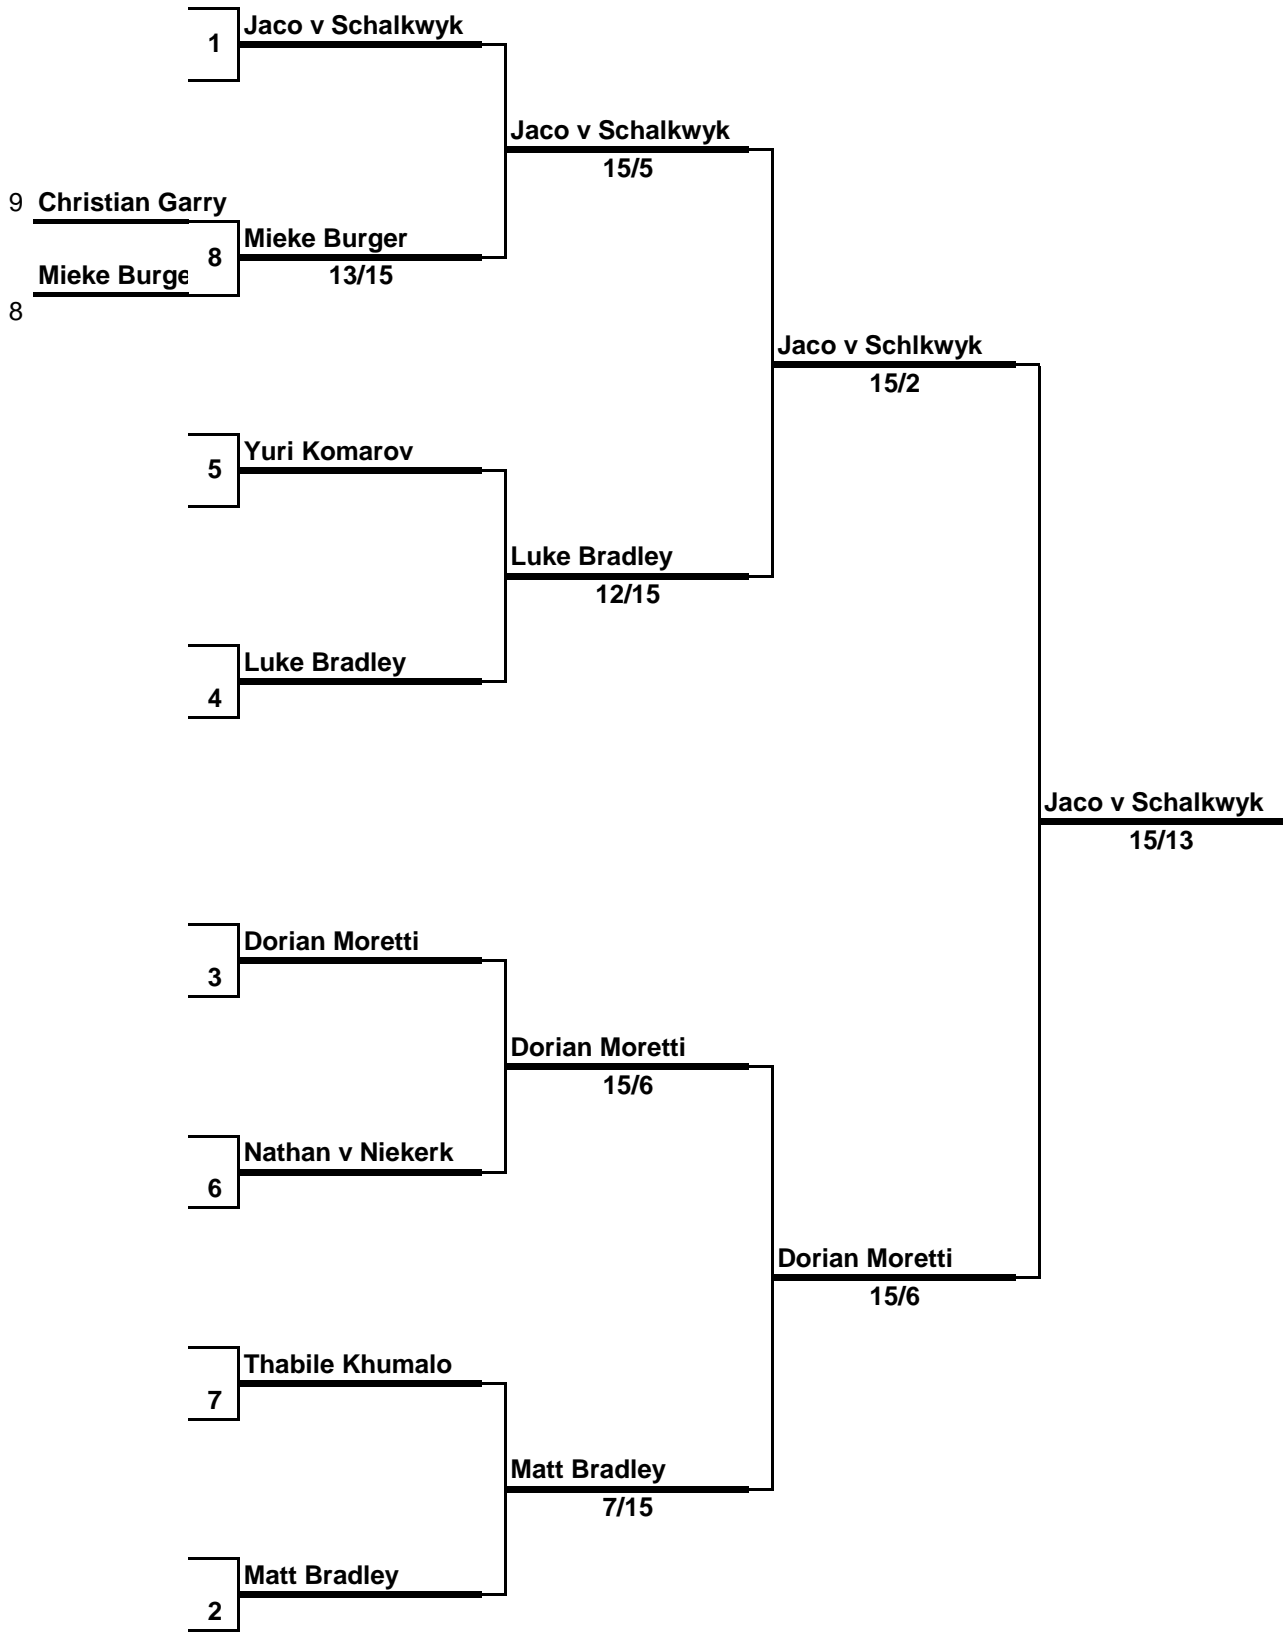 Jaco v Schalkwyk
1
Jaco v Schalkwyk
15/5
9 Christian Garry
Mieke Burger
8
13/15
Mieke Burge
8
Jaco v Schlkwyk
15/2
Yuri Komarov
5
Luke Bradley
12/15
Luke Bradley
4
Jaco v Schalkwyk
15/13
Dorian Moretti
3
Dorian Moretti
15/6
Nathan v Niekerk
6
Dorian Moretti
15/6
Thabile Khumalo
7
Matt Bradley
7/15
Matt Bradley
2